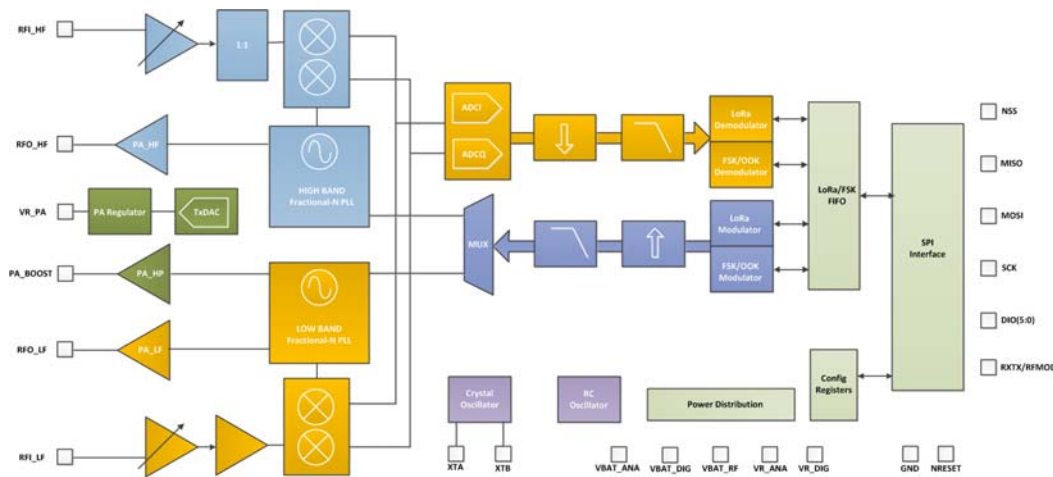 RFI_HF
1:1
RFO_HF
PA_HF
HIGH BAND
Fractional-N PLL
VR_PA
PA Regulator
TxDAC
PA_BOOST
PA_HP
RFO_LF
PA_LF
LOW BAND
Fractional-N PLL
RFI_LF
ADCI
ADCQ
LoRa
Demodulator
FSK/OOK
Demodulator
MUX
LoRa
Modulator
FSK/OOK
Modulator
LoRa/FSK
FIFO
SPI
Interface
Config
Registers
Crystal
Oscillator
RC
Oscillator
Power Distribution
NSS
MISO
MOSI
SCK
DIO(5:0)
RXTX/RFMOD
XTA
XTB
VBAT_ANA
VBAT_DIG
VBAT_RF
VR_ANA
VR_DIG
GND
NRESET